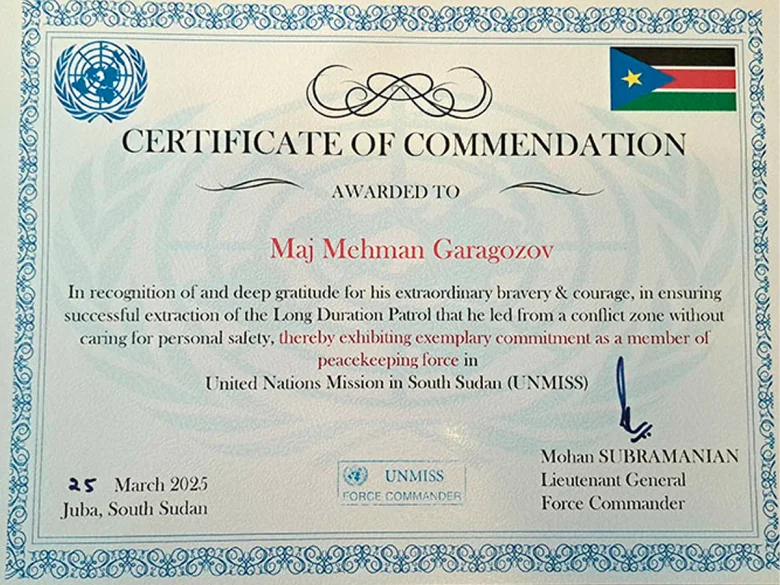 CERTIFICATE OF COMMENDATION
AWARDED TO
Maj Mehman Garagozov
In recognition of and deep gratitude for his extraordinary bravery & courage, in ensuring
successful extraction of the Long Duration Patrol that he led from a conflict zone without
caring for personal safety, thereby exhibiting exemplary commitment as a member of
peacekeeping force in
United Nations Mission in South Sudan (UNMISS)
25 March 2025
Juba, South Sudan
UNMISS
FORCE COMMANDER
Mohan SUBRAMANIAN
Lieutenant General
Force Commander